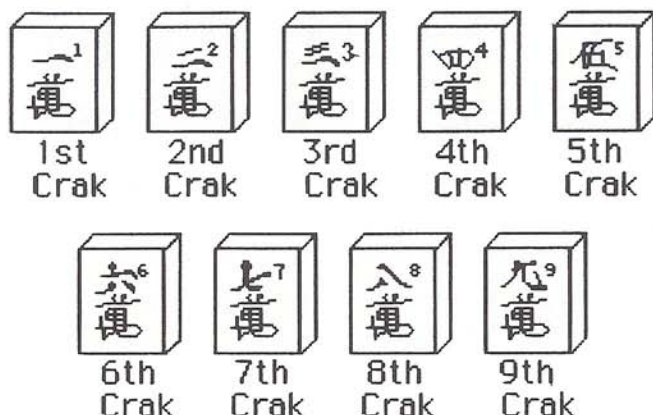 一1 二2 三3 四4 伍5
萬 萬 萬 萬 萬
1st 2nd 3rd 4th 5th
Crak Crak Crak Crak Crak
六6 七7 八8 九9
萬 萬 萬 萬
6th 7th 8th 9th
Crak Crak Crak Crak